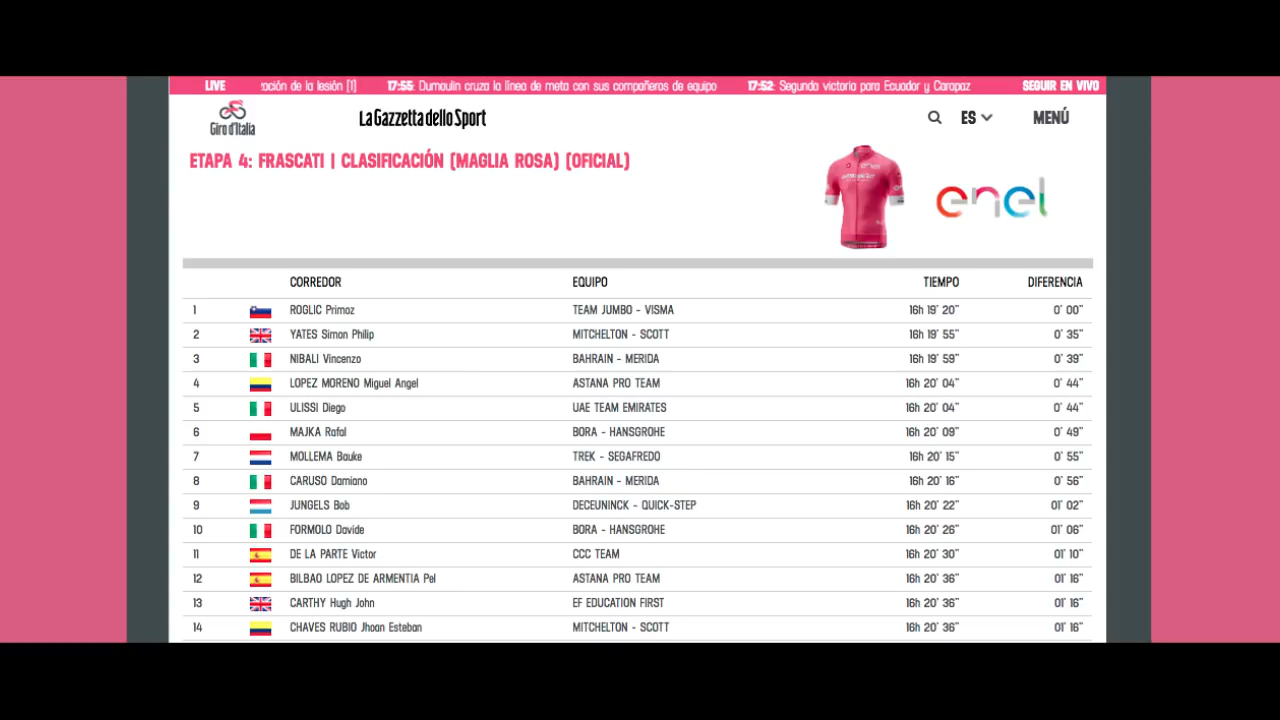 LIVE ación de la lesión [1] 17:55: Dumoulin cruza la línea de meta con sus compañeros de equipo 17:52: Segunda victoria para Ecuador y Carapaz SEGUIR EN VIVO
Giro d'Italia La Gazzetta dello Sport ES MENÚ
ETAPA 4: FRASCATI | CLASIFICACIÓN (MAGLIA ROSA) (OFICIAL)
enel
CORREDOR EQUIPO TIEMPO DIFERENCIA
1 ROGLIC Primoz TEAM JUMBO - VISMA 16h 19' 20" 0' 00"
2 YATES Simon Philip MITCHELTON - SCOTT 16h 19' 55" 0' 35"
3 NIBALI Vincenzo BAHRAIN - MERIDA 16h 19' 59" 0' 39"
4 LOPEZ MORENO Miguel Angel ASTANA PRO TEAM 16h 20' 04" 0' 44"
5 ULISSI Diego UAE TEAM EMIRATES 16h 20' 04" 0' 44"
6 MAJKA Rafal BORA - HANSGROHE 16h 20' 09" 0' 49"
7 MOLLEMA Bauke TREK - SEGAFREDO 16h 20' 15" 0' 55"
8 CARUSO Damiano BAHRAIN - MERIDA 16h 20' 16" 0' 56"
9 JUNGELS Bob DECEUNINCK - QUICK-STEP 16h 20' 22" 01' 02"
10 FORMOLO Davide BORA - HANSGROHE 16h 20' 26" 01' 06"
11 DE LA PARTE Victor CCC TEAM 16h 20' 30" 01' 10"
12 BILBAO LOPEZ DE ARMENTIA Pel ASTANA PRO TEAM 16h 20' 36" 01' 16"
13 CARTHY Hugh John EF EDUCATION FIRST 16h 20' 36" 01' 16"
14 CHAVES RUBIO Jhoan Esteban MITCHELTON - SCOTT 16h 20' 36" 01' 16"